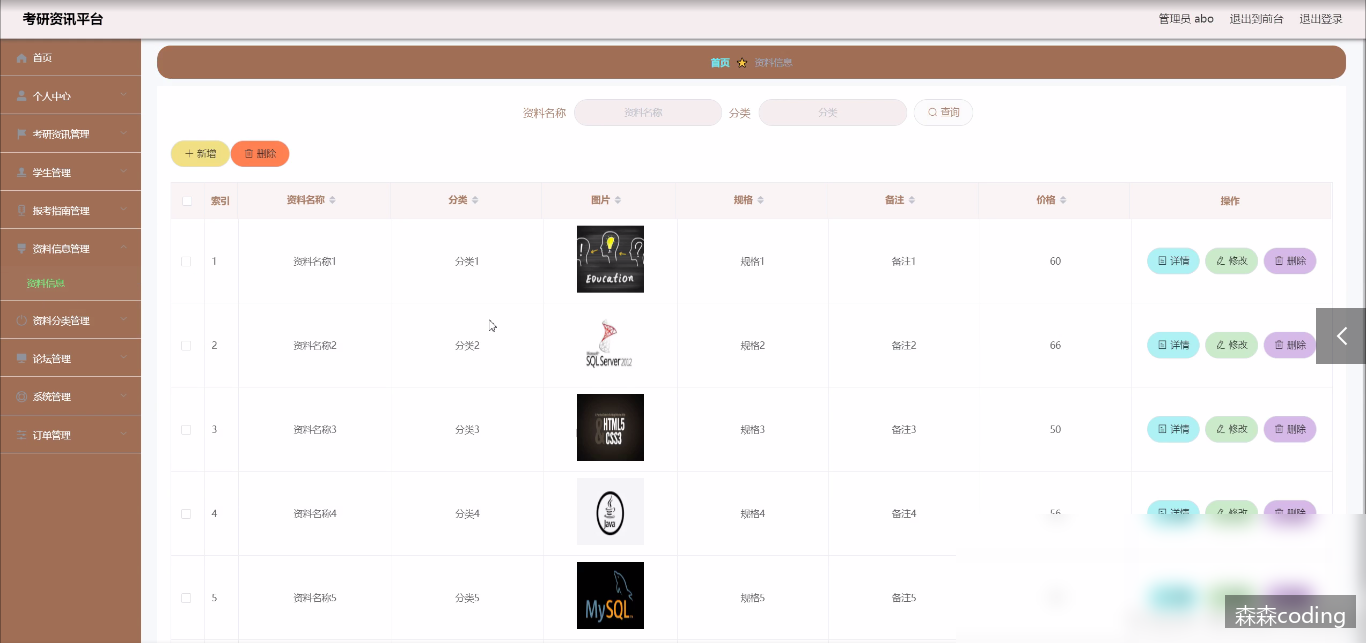 考研资讯平台 管理员 abo 退出到前台 退出登录
首页
首页 资料信息
个人中心
资料名称 资料名称 分类 分类 查询
考研资讯管理
新增 删除
学生管理
索引 资料名称 分类 图片 规格 备注 价格 操作
报考指南管理
资料信息管理
1 资料名称1 分类1 规格1 备注1 60 详情 修改 删除
Education
资料信息
资料分类管理
2 资料名称2 分类2 规格2 备注2 66 详情 修改 删除
SQL Server 2012
论坛管理
系统管理
3 资料名称3 分类3 HTML5 & CSS3 规格3 备注3 50 详情 修改 删除
订单管理
4 资料名称4 分类4 Java 规格4 备注4 56 详情 修改 删除
5 资料名称5 分类5 MySQL 规格5 备注5
森森coding